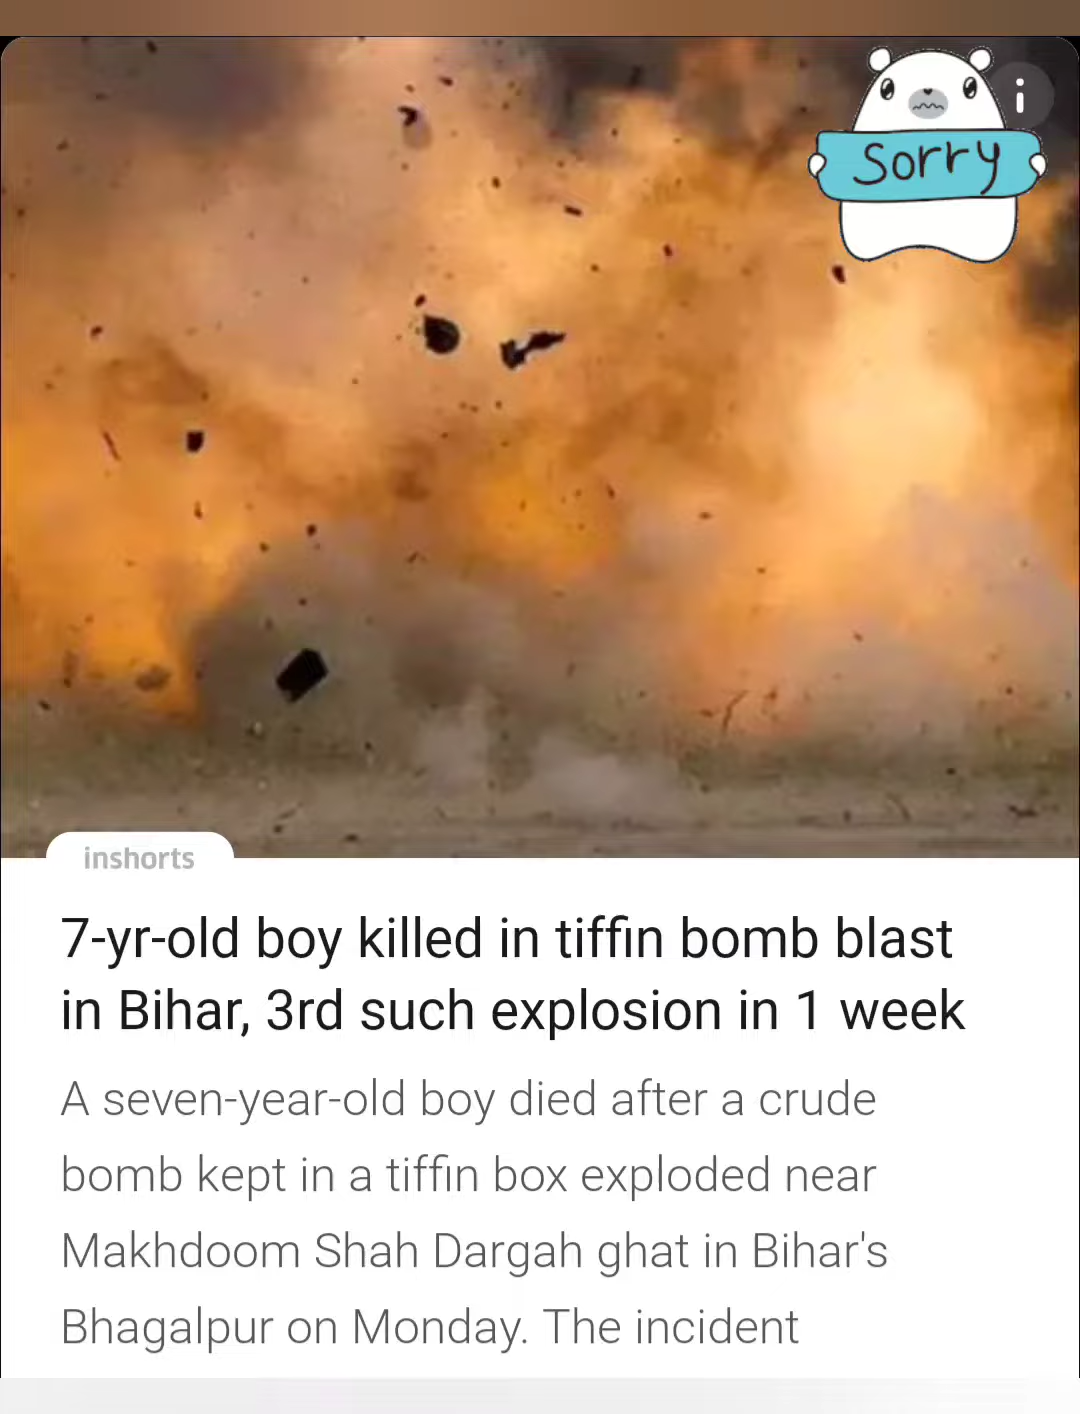 Sorry
i
inshorts
7-yr-old boy killed in tiffin bomb blast
in Bihar, 3rd such explosion in 1 week
A seven-year-old boy died after a crude
bomb kept in a tiffin box exploded near
Makhdoom Shah Dargah ghat in Bihar's
Bhagalpur on Monday. The incident